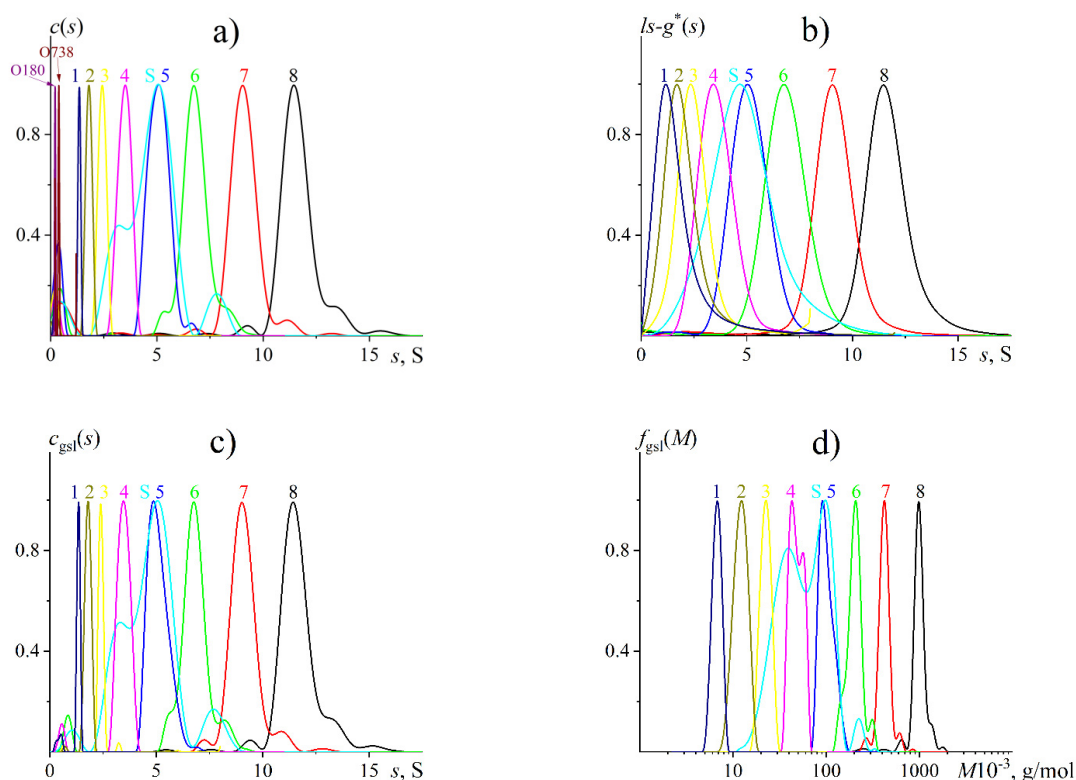 c(s)
a)
O738
O180
1 2 3 4 S 5 6 7 8
0.8
0.4
0 5 10 15 s, S
ls-g*(s)
b)
1 2 3 4 S 5 6 7 8
0.8
0.4
0 5 10 15 s, S
c_gsl(s)
c)
1 2 3 4 S 5 6 7 8
0.8
0.4
0 5 10 15 s, S
f_gsl(M)
d)
1 2 3 4 S 5 6 7 8
0.8
0.4
10 100 1000 M10⁻³, g/mol